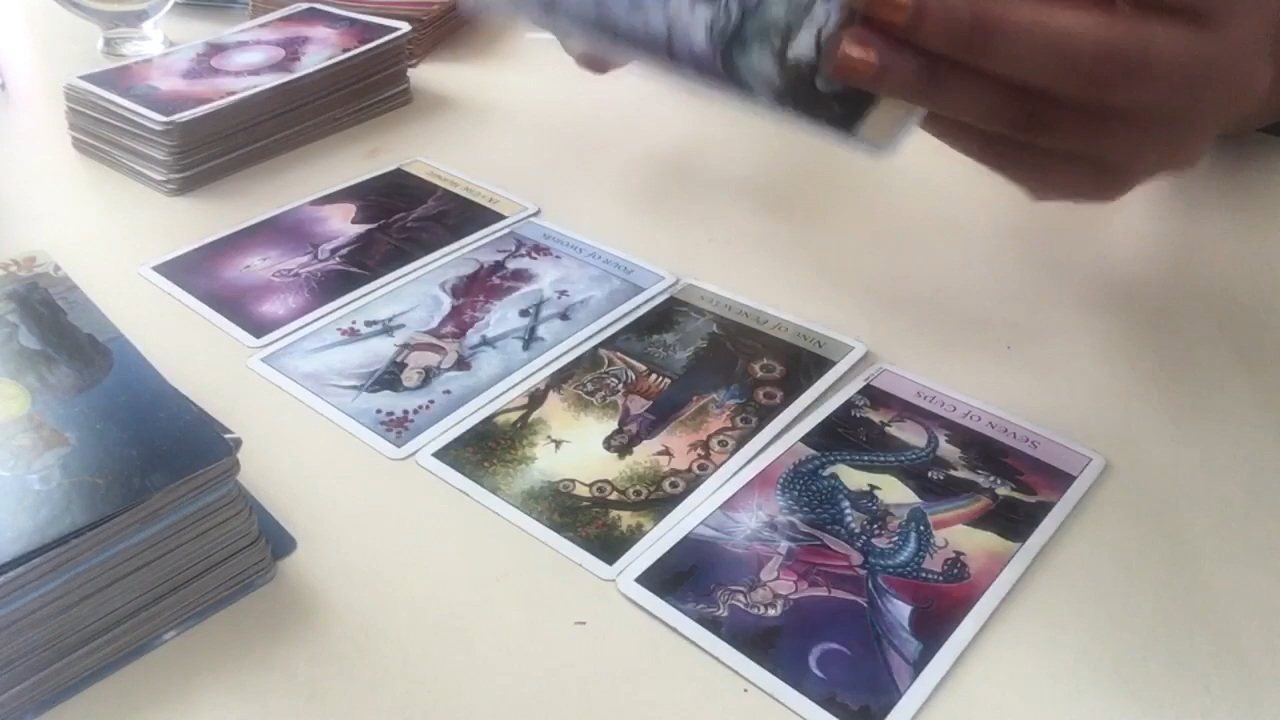 IX • The Hermit
Four of Swords
Nine of Pentacles
Seven of Cups